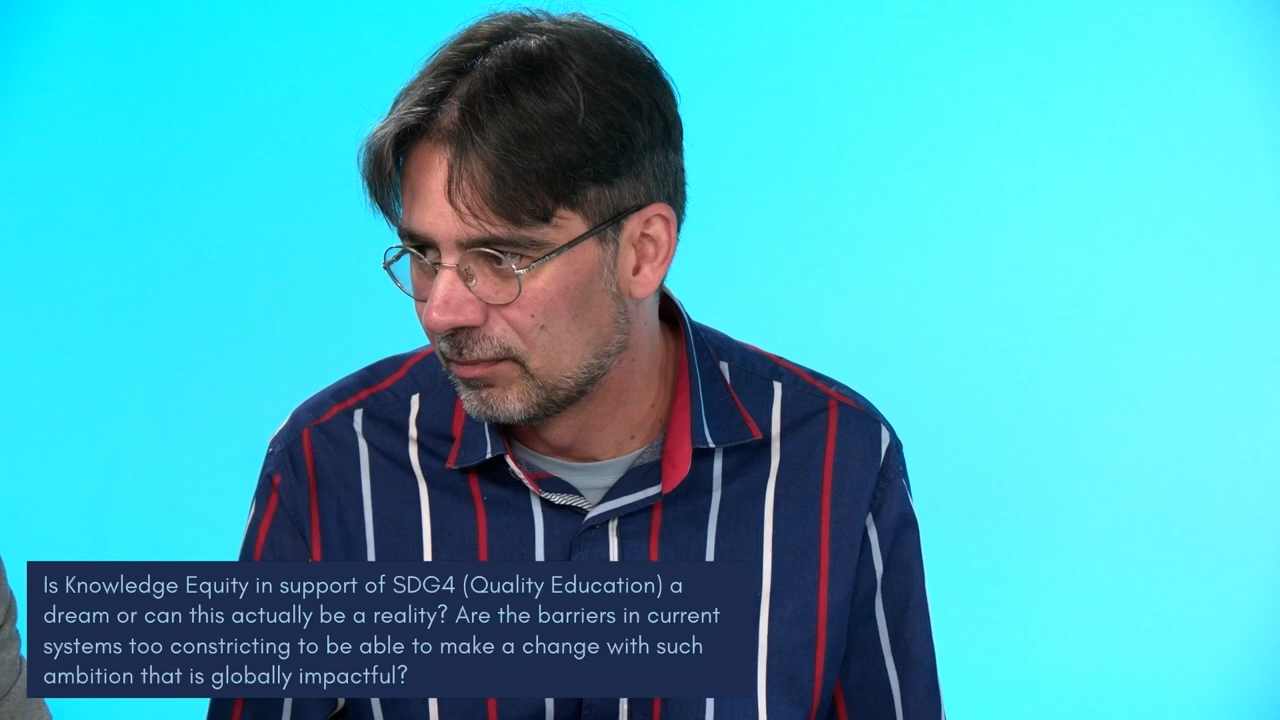 Is Knowledge Equity in support of SDG4 (Quality Education) a
dream or can this actually be a reality? Are the barriers in current
systems too constricting to be able to make a change with such
ambition that is globally impactful?